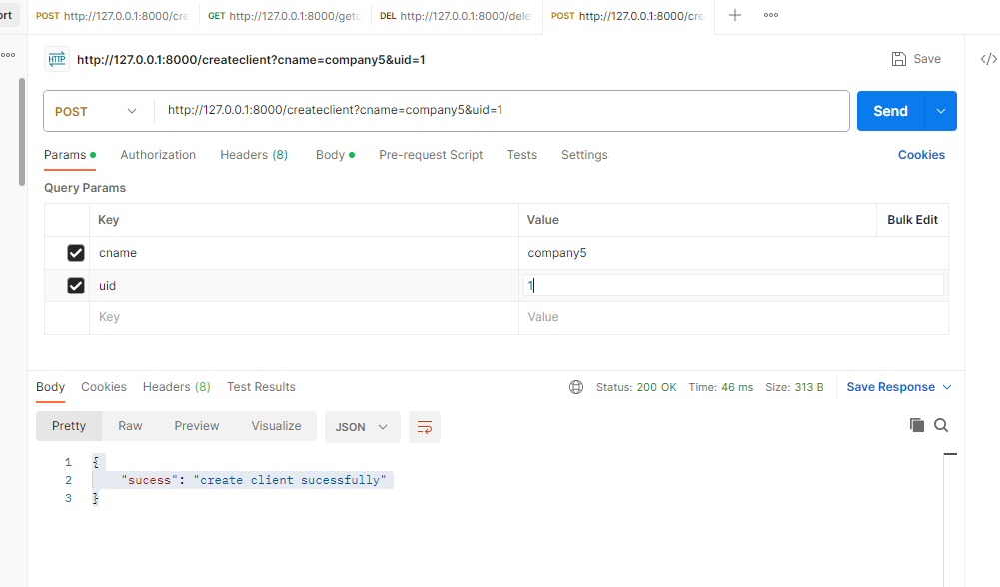 ort POST http://127.0.0.1:8000/cre GET http://127.0.0.1:8000/getc DEL http://127.0.0.1:8000/dele POST http://127.0.0.1:8000/cre
HTTP http://127.0.0.1:8000/createclient?cname=company5&uid=1 Save
POST http://127.0.0.1:8000/createclient?cname=company5&uid=1 Send
Params Authorization Headers (8) Body Pre-request Script Tests Settings Cookies
Query Params
Key Value Bulk Edit
cname company5
uid 1
Key Value
Body Cookies Headers (8) Test Results Status: 200 OK Time: 46 ms Size: 313 B Save Response
Pretty Raw Preview Visualize JSON
1 {
2 "sucess": "create client sucessfully"
3 }